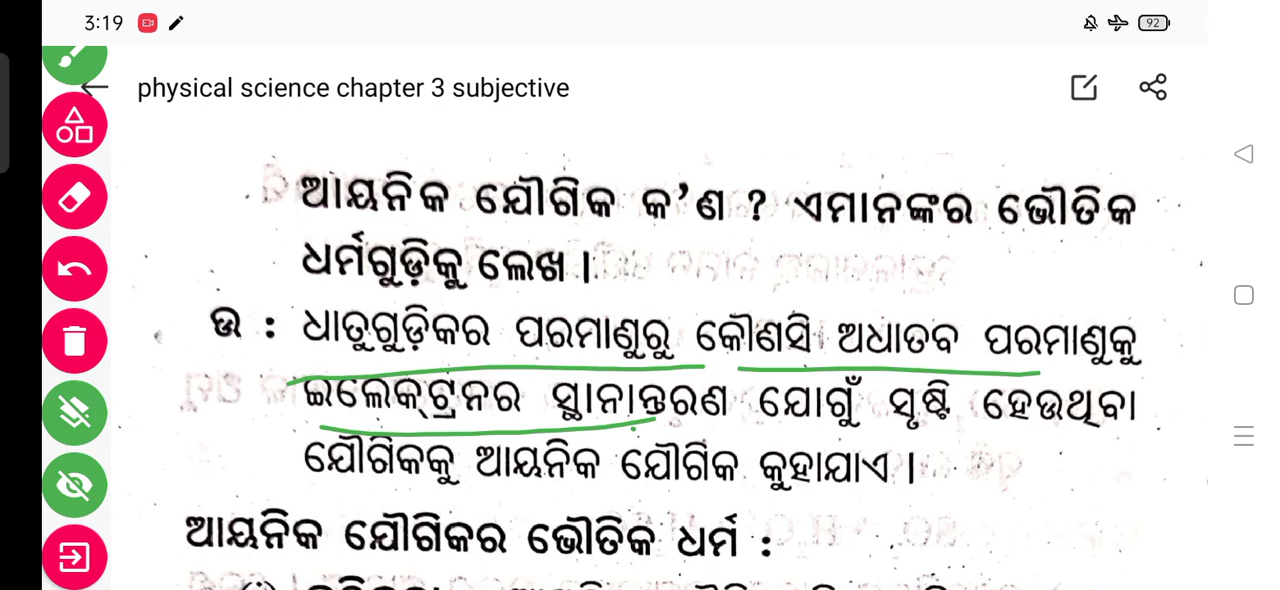 3:19
92
physical science chapter 3 subjective
ଆୟନିକ ଯୌଗିକ କ'ଣ ? ଏମାନଙ୍କର ଭୌତିକ
ଧର୍ମଗୁଡ଼ିକୁ ଲେଖ ।
ଉ : ଧାତୁଗୁଡ଼ିକର ପରମାଣୁରୁ କୌଣସି ଅଧାତବ ପରମାଣୁକୁ
ଇଲେକ୍ଟ୍ରନର ସ୍ଥାନାନ୍ତରଣ ଯୋଗୁଁ ସୃଷ୍ଟି ହେଉଥିବା
ଯୌଗିକକୁ ଆୟନିକ ଯୌଗିକ କୁହାଯାଏ ।
ଆୟନିକ ଯୌଗିକର ଭୌତିକ ଧର୍ମ :